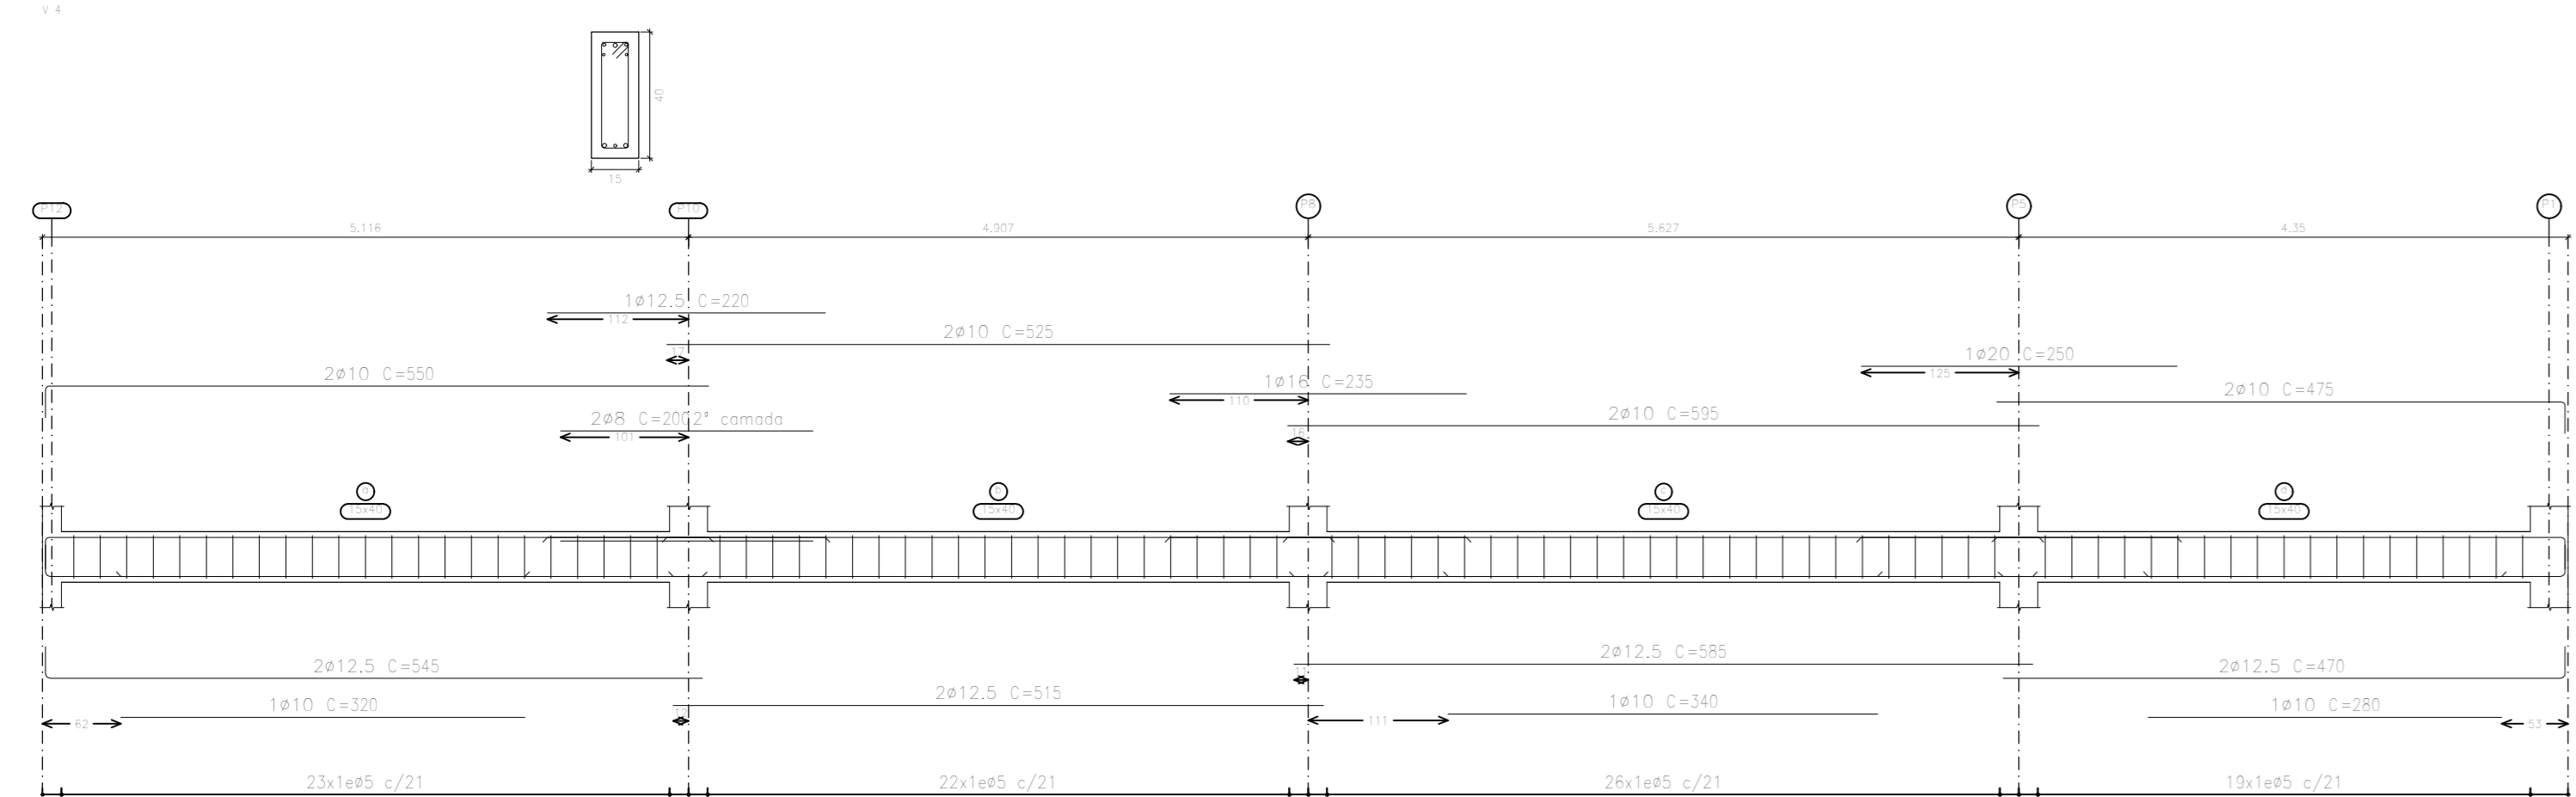 V 4
40
15
P12
P10
P8
P5
P1
5.116
4.907
5.627
4.35
1ø12.5 C=220
112
2ø10 C=525
17
1ø20 C=250
125
2ø10 C=550
1ø16 C=235
110
2ø10 C=475
2ø8 C=2002ª camada
101
2ø10 C=595
16
a
b
c
15x40
15x40
15x40
15x40
2ø12.5 C=545
2ø12.5 C=585
11
2ø12.5 C=470
1ø10 C=320
62
2ø12.5 C=515
12
1ø10 C=340
111
1ø10 C=280
53
23x1eø5 c/21
22x1eø5 c/21
26x1eø5 c/21
19x1eø5 c/21